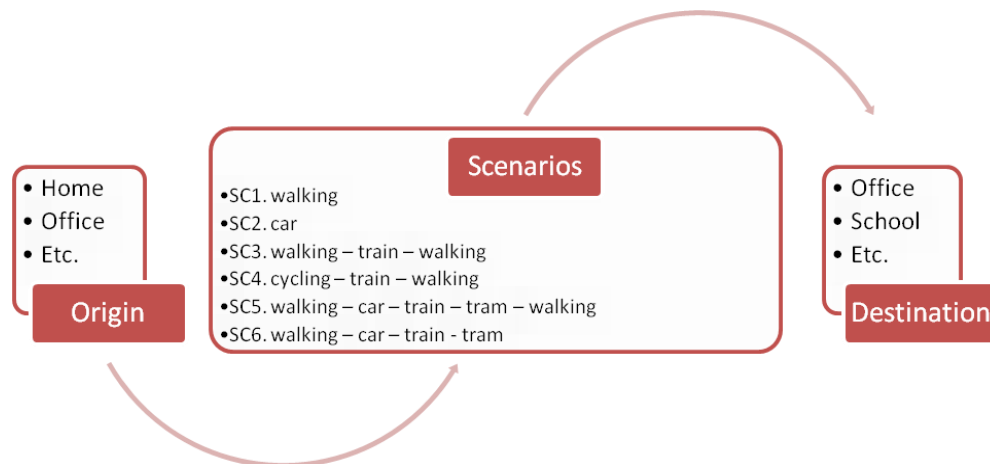 • Home
• Office
• Etc.
Origin
Scenarios
•SC1. walking
•SC2. car
•SC3. walking – train – walking
•SC4. cycling – train – walking
•SC5. walking – car – train – tram – walking
•SC6. walking – car – train - tram
• Office
• School
• Etc.
Destination